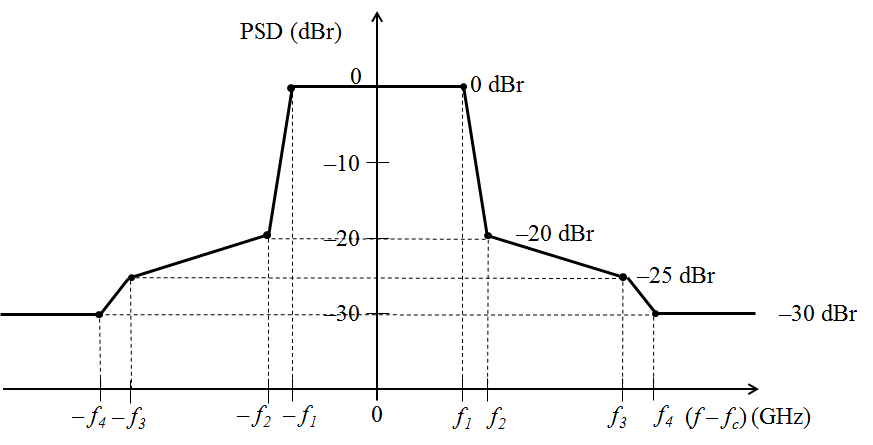 PSD (dBr)
0
0 dBr
–10
–20
–20 dBr
–25 dBr
–30
–30 dBr
–f4 –f3 –f2 –f1 0 f1 f2 f3 f4 (f–fc) (GHz)